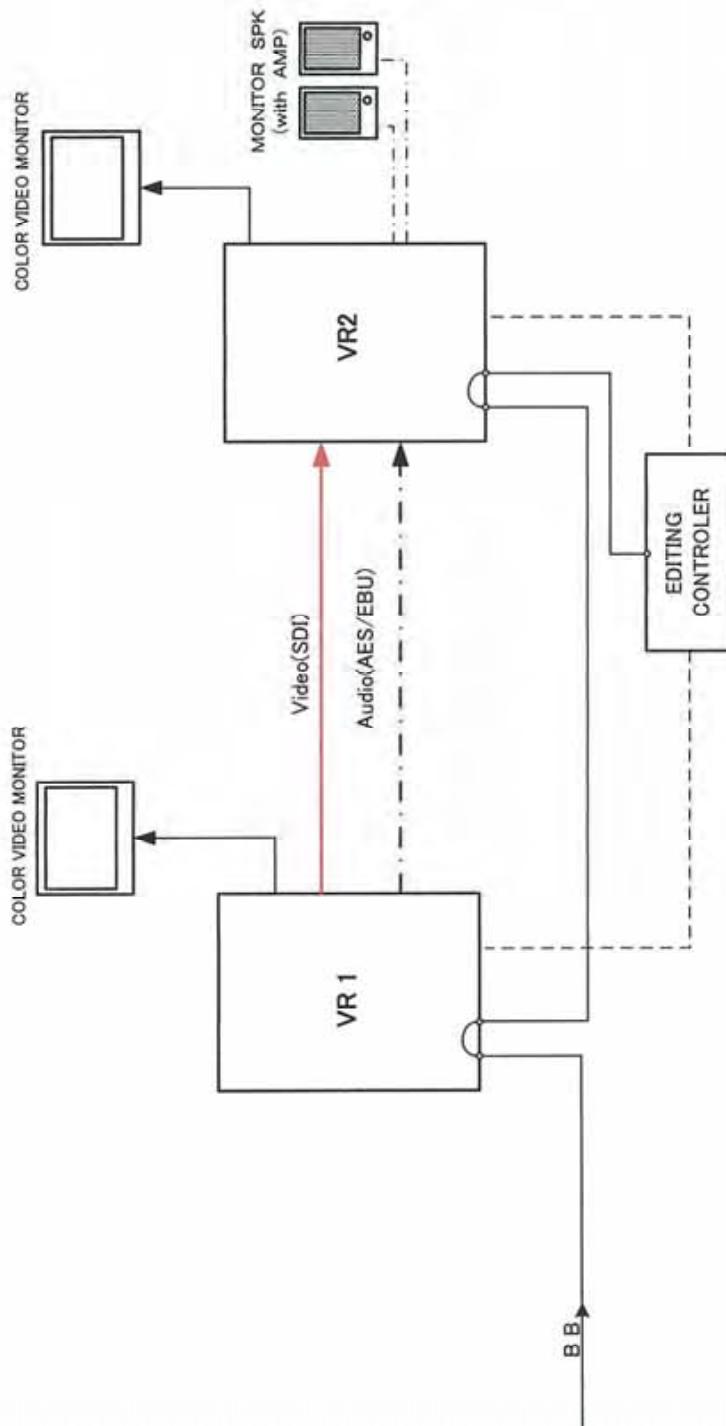 COLOR VIDEO MONITOR
COLOR VIDEO MONITOR
MONITOR SPK
(with AMP)
VR 1
Video(SDI)
Audio(AES/EBU)
VR2
EDITING
CONTROLER
B B